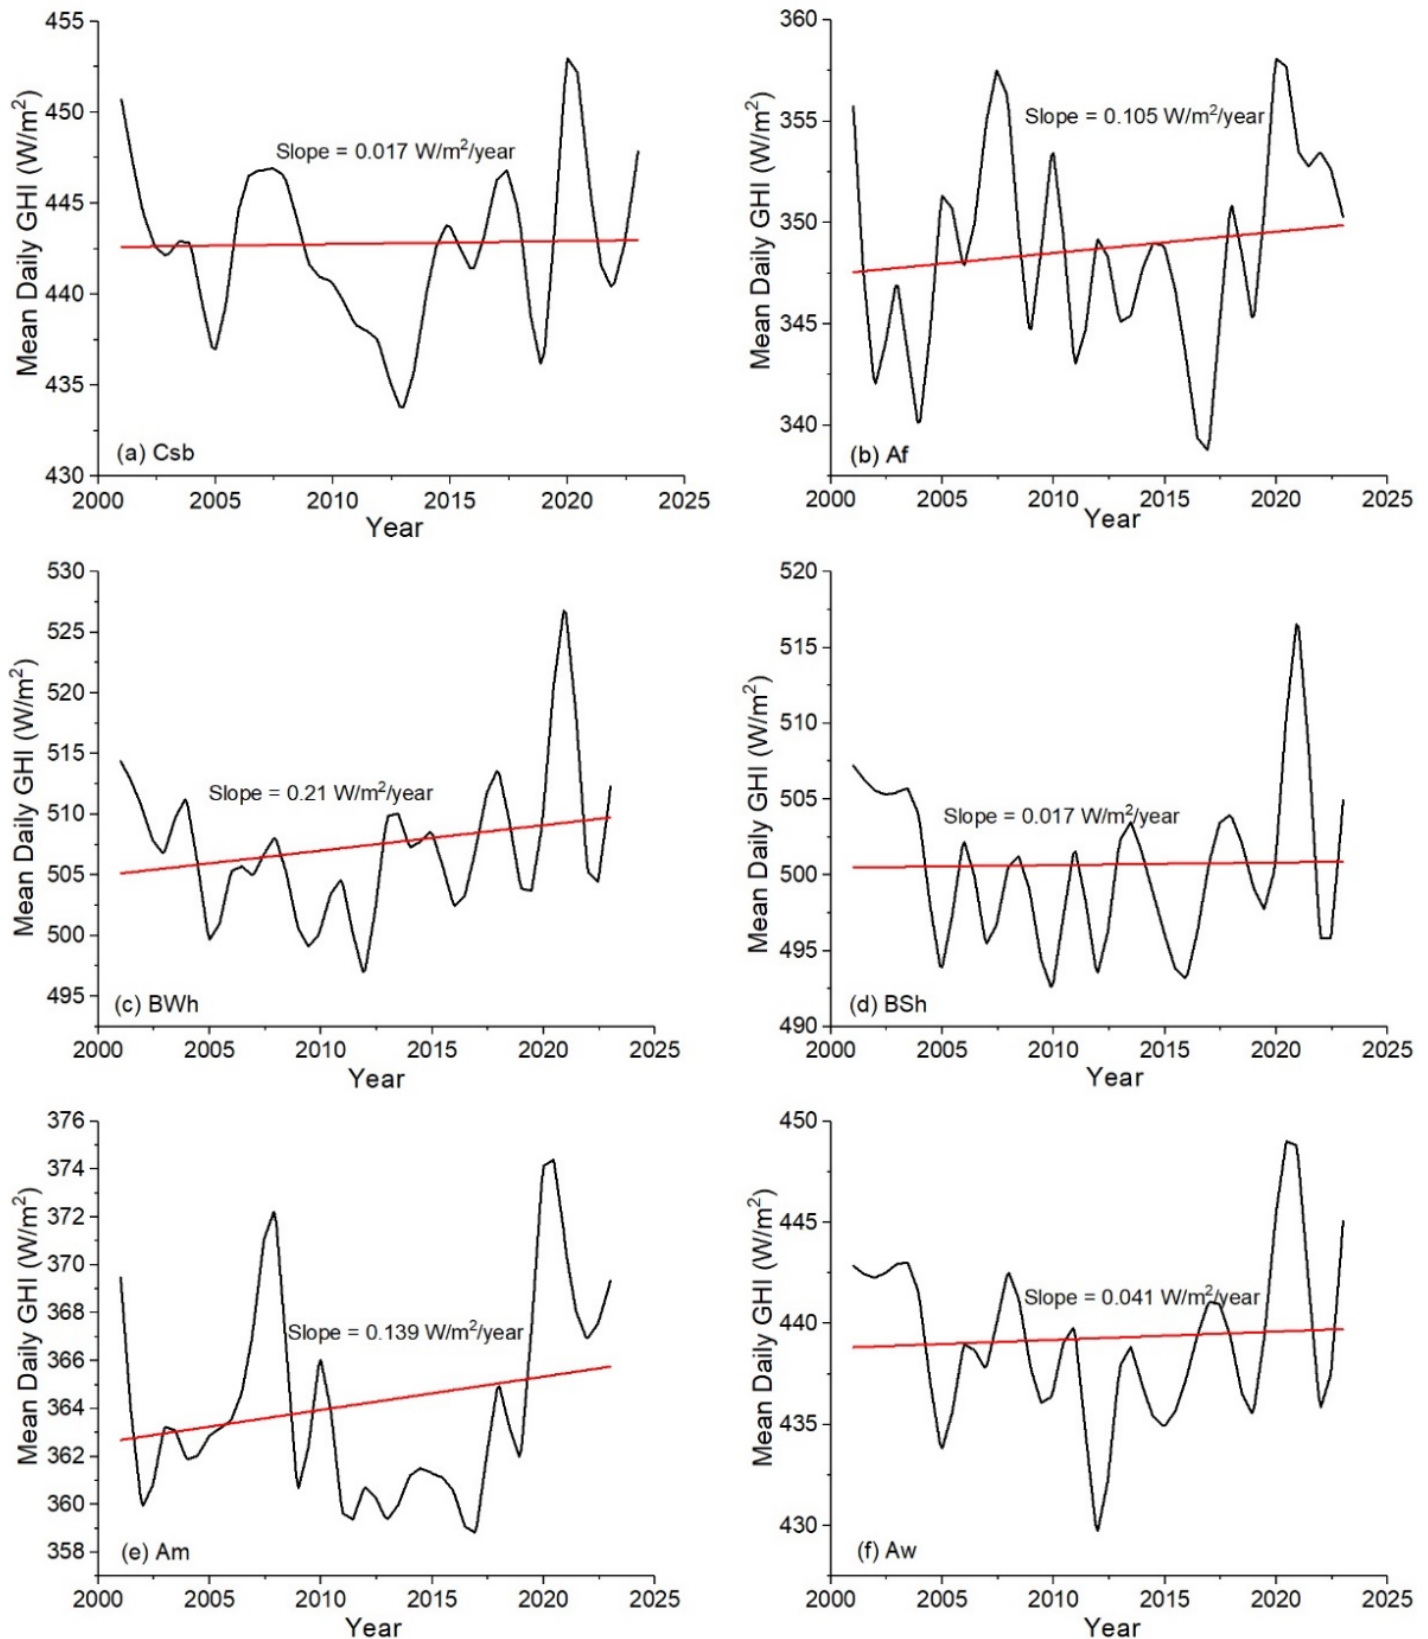 455
450
445
440
435
430
Mean Daily GHI (W/m²)
Slope = 0.017 W/m²/year
(a) Csb
2000 2005 2010 2015 2020 2025
Year
360
355
350
345
340
Mean Daily GHI (W/m²)
Slope = 0.105 W/m²/year
(b) Af
2000 2005 2010 2015 2020 2025
Year
530
525
520
515
510
505
500
495
Mean Daily GHI (W/m²)
Slope = 0.21 W/m²/year
(c) BWh
2000 2005 2010 2015 2020 2025
Year
520
515
510
505
500
495
490
Mean Daily GHI (W/m²)
Slope = 0.017 W/m²/year
(d) BSh
2000 2005 2010 2015 2020 2025
Year
376
374
372
370
368
366
364
362
360
358
Mean Daily GHI (W/m²)
Slope = 0.139 W/m²/year
(e) Am
2000 2005 2010 2015 2020 2025
Year
450
445
440
435
430
Mean Daily GHI (W/m²)
Slope = 0.041 W/m²/year
(f) Aw
2000 2005 2010 2015 2020 2025
Year